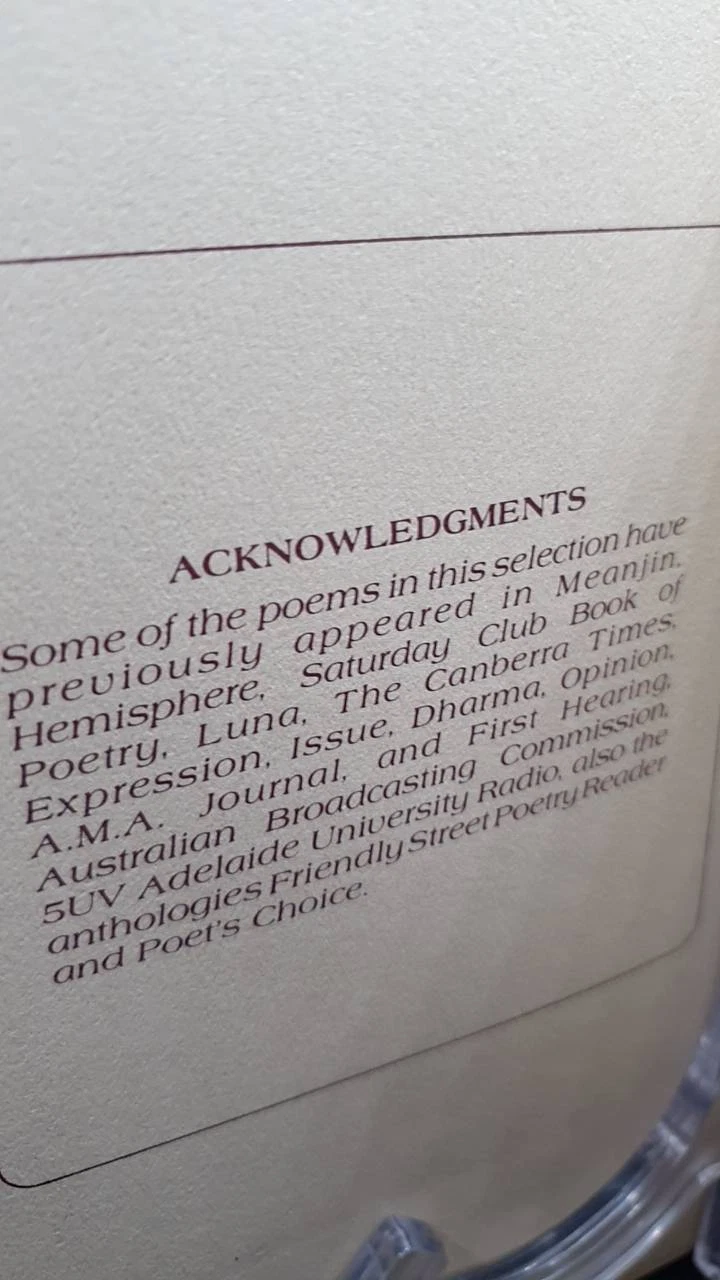 ACKNOWLEDGMENTS
Some of the poems in this selection have
previously appeared in Meanjin,
Hemisphere, Saturday Club Book of
Poetry, Luna, The Canberra Times,
Expression, Issue, Dharma, Opinion,
A.M.A. Journal, and First Hearing,
Australian Broadcasting Commission,
5UV Adelaide University Radio, also the
anthologies Friendly Street Poetry Reader
and Poet's Choice.